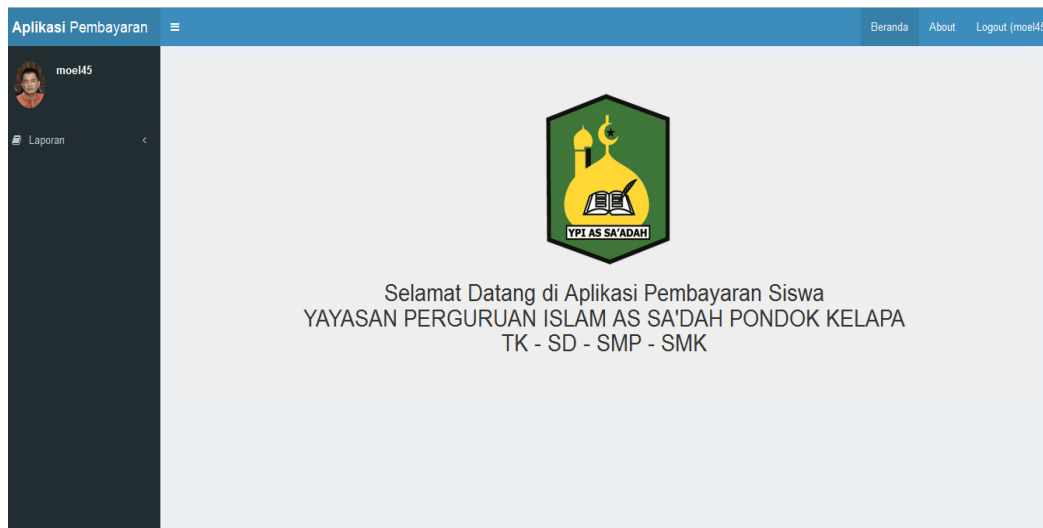 Aplikasi Pembayaran
Beranda
About
Logout (moel45
moel45
Laporan
YPI AS SA'ADAH
Selamat Datang di Aplikasi Pembayaran Siswa
YAYASAN PERGURUAN ISLAM AS SA'DAH PONDOK KELAPA
TK - SD - SMP - SMK